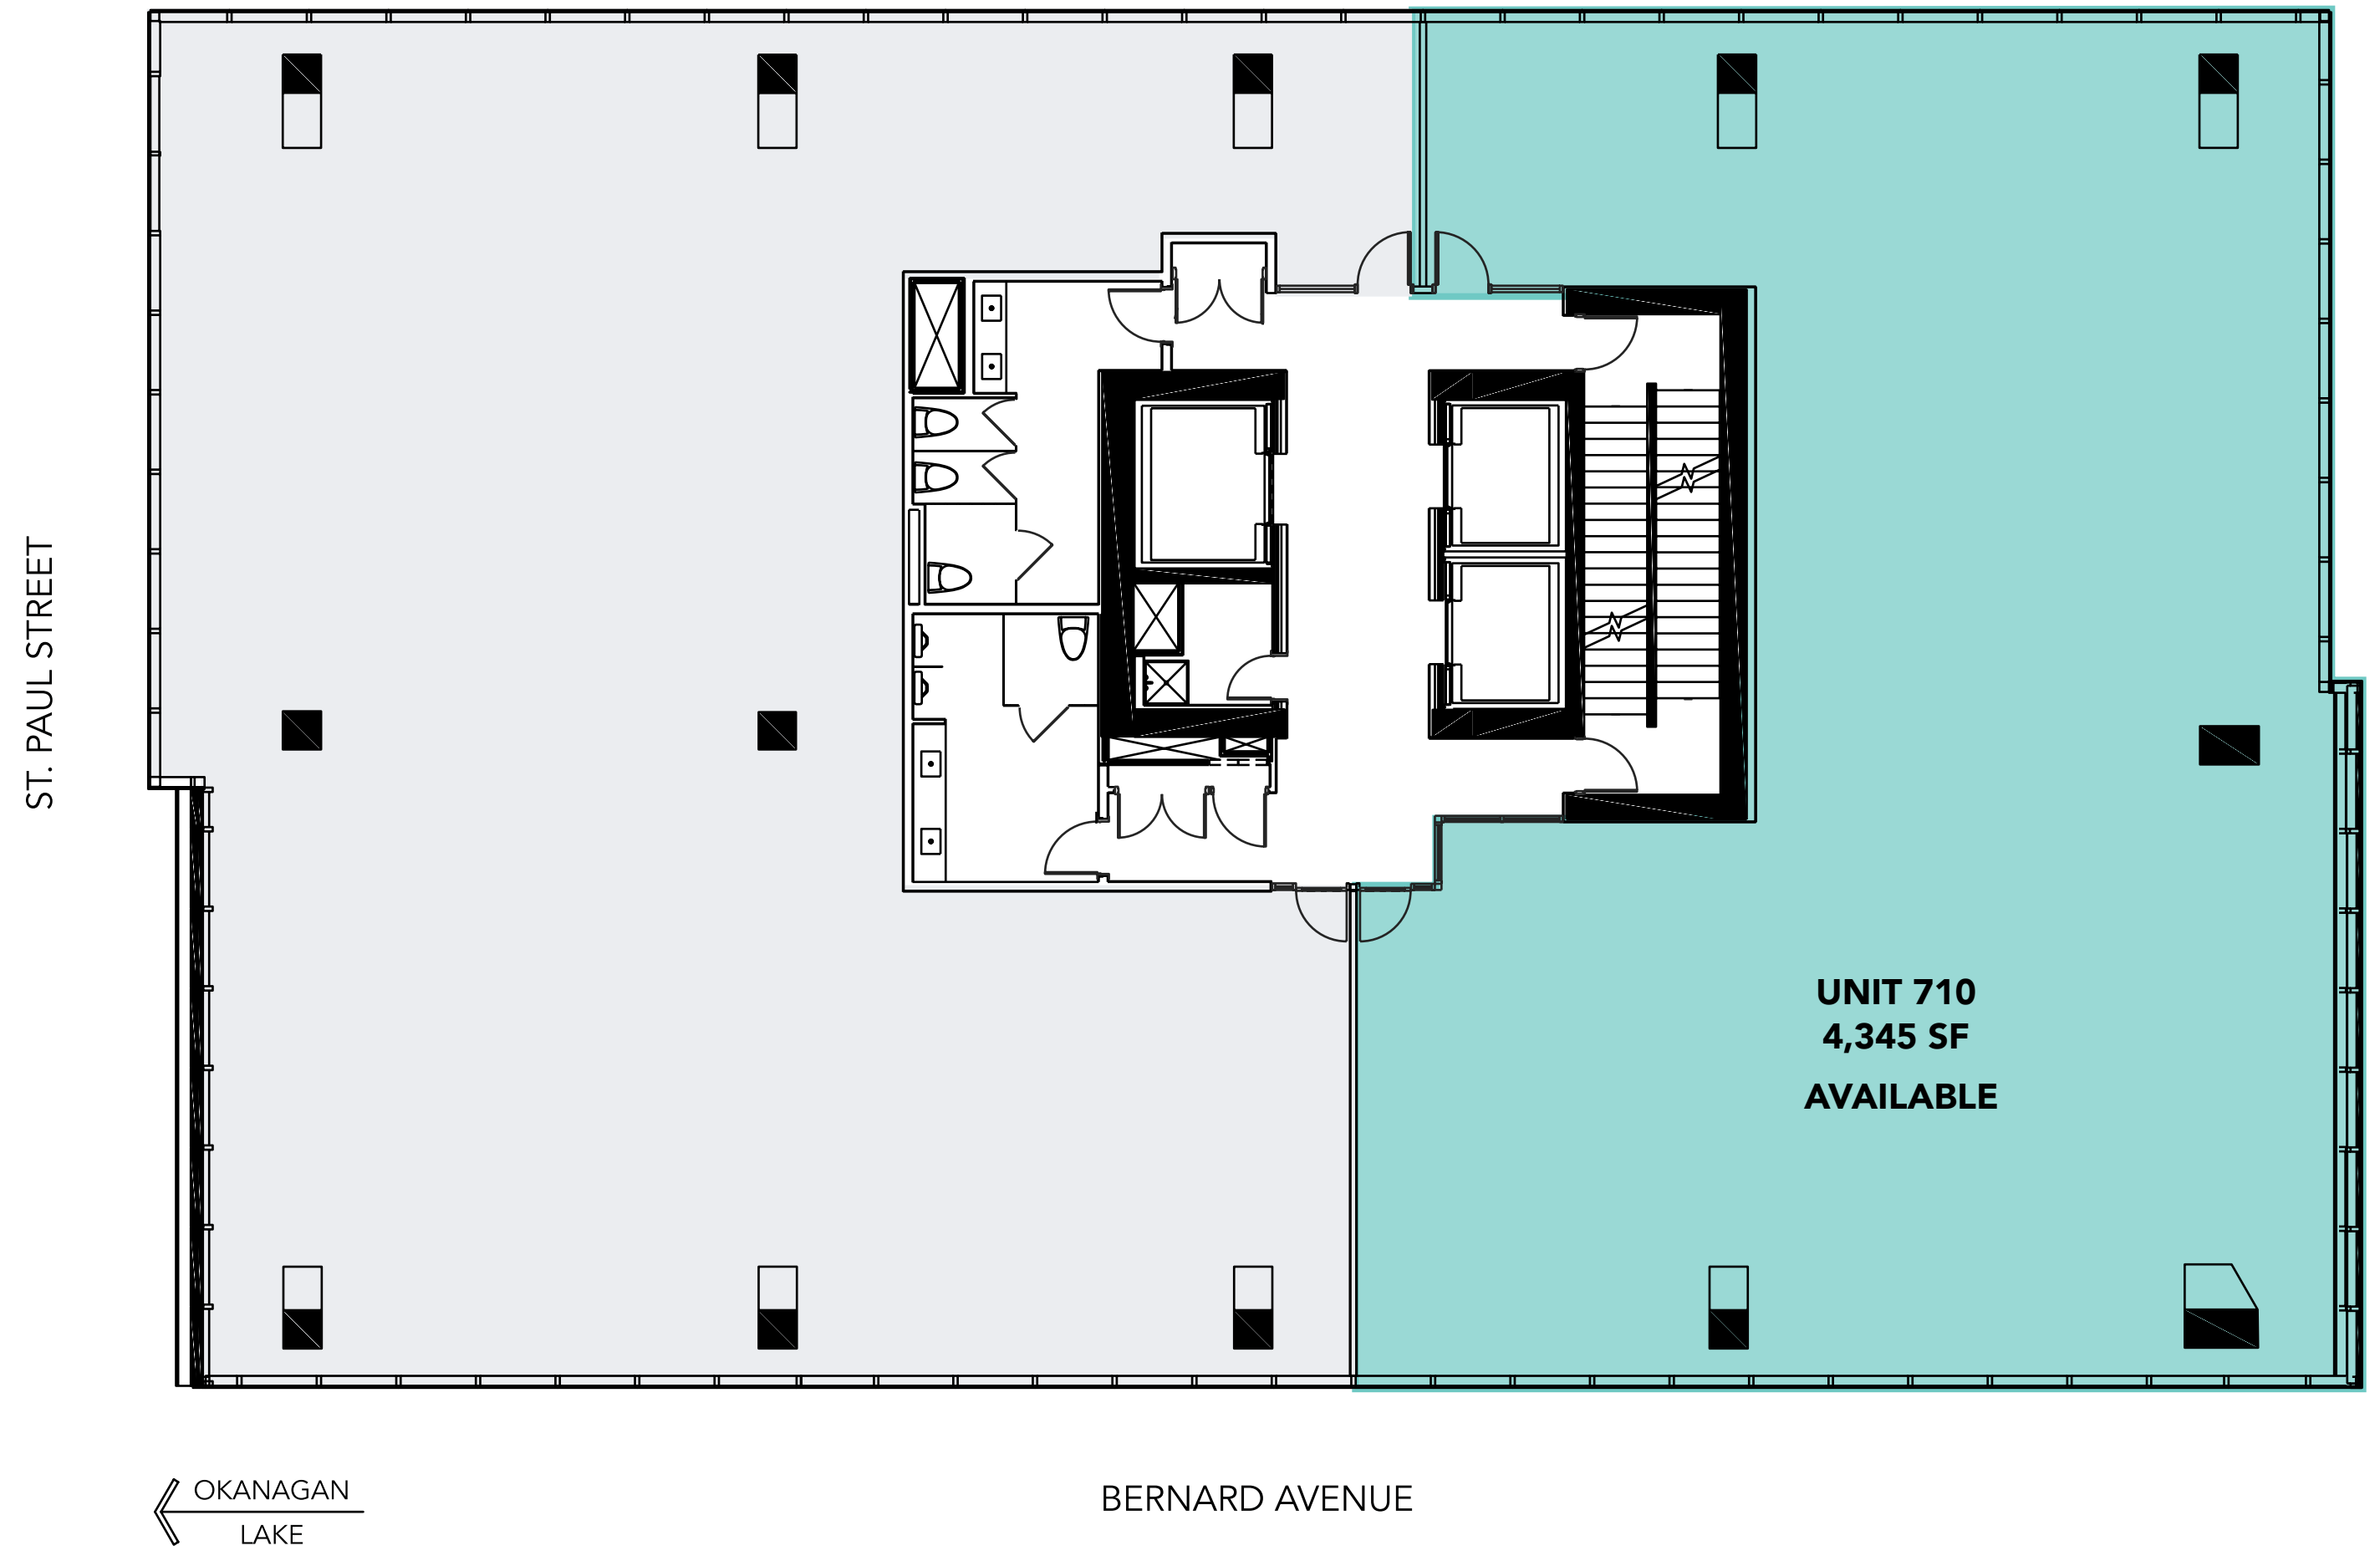 ST. PAUL STREET
UNIT 710
4,345 SF
AVAILABLE
BERNARD AVENUE
OKANAGAN
LAKE